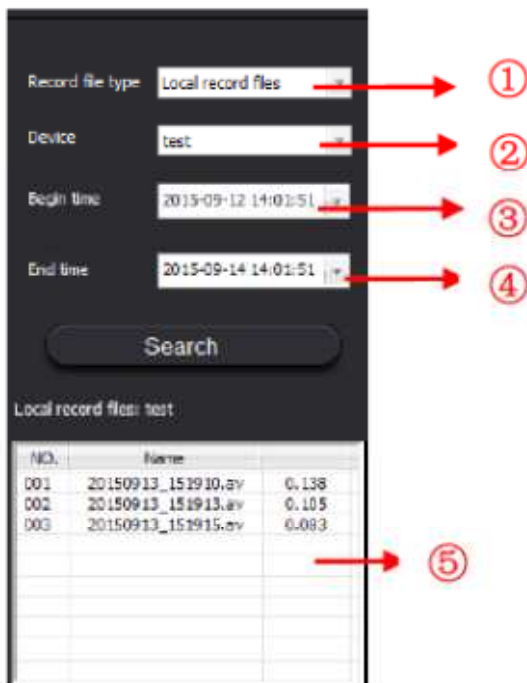 Record file type Local record files ①
Device test ②
Begin time 2015-09-12 14:01:51 ③
End time 2015-09-14 14:01:51 ④
Search
Local record files: test
NO. Name
001 20150913_151910.av 0.138
002 20150913_151913.av 0.105
003 20150913_151915.av 0.083
⑤